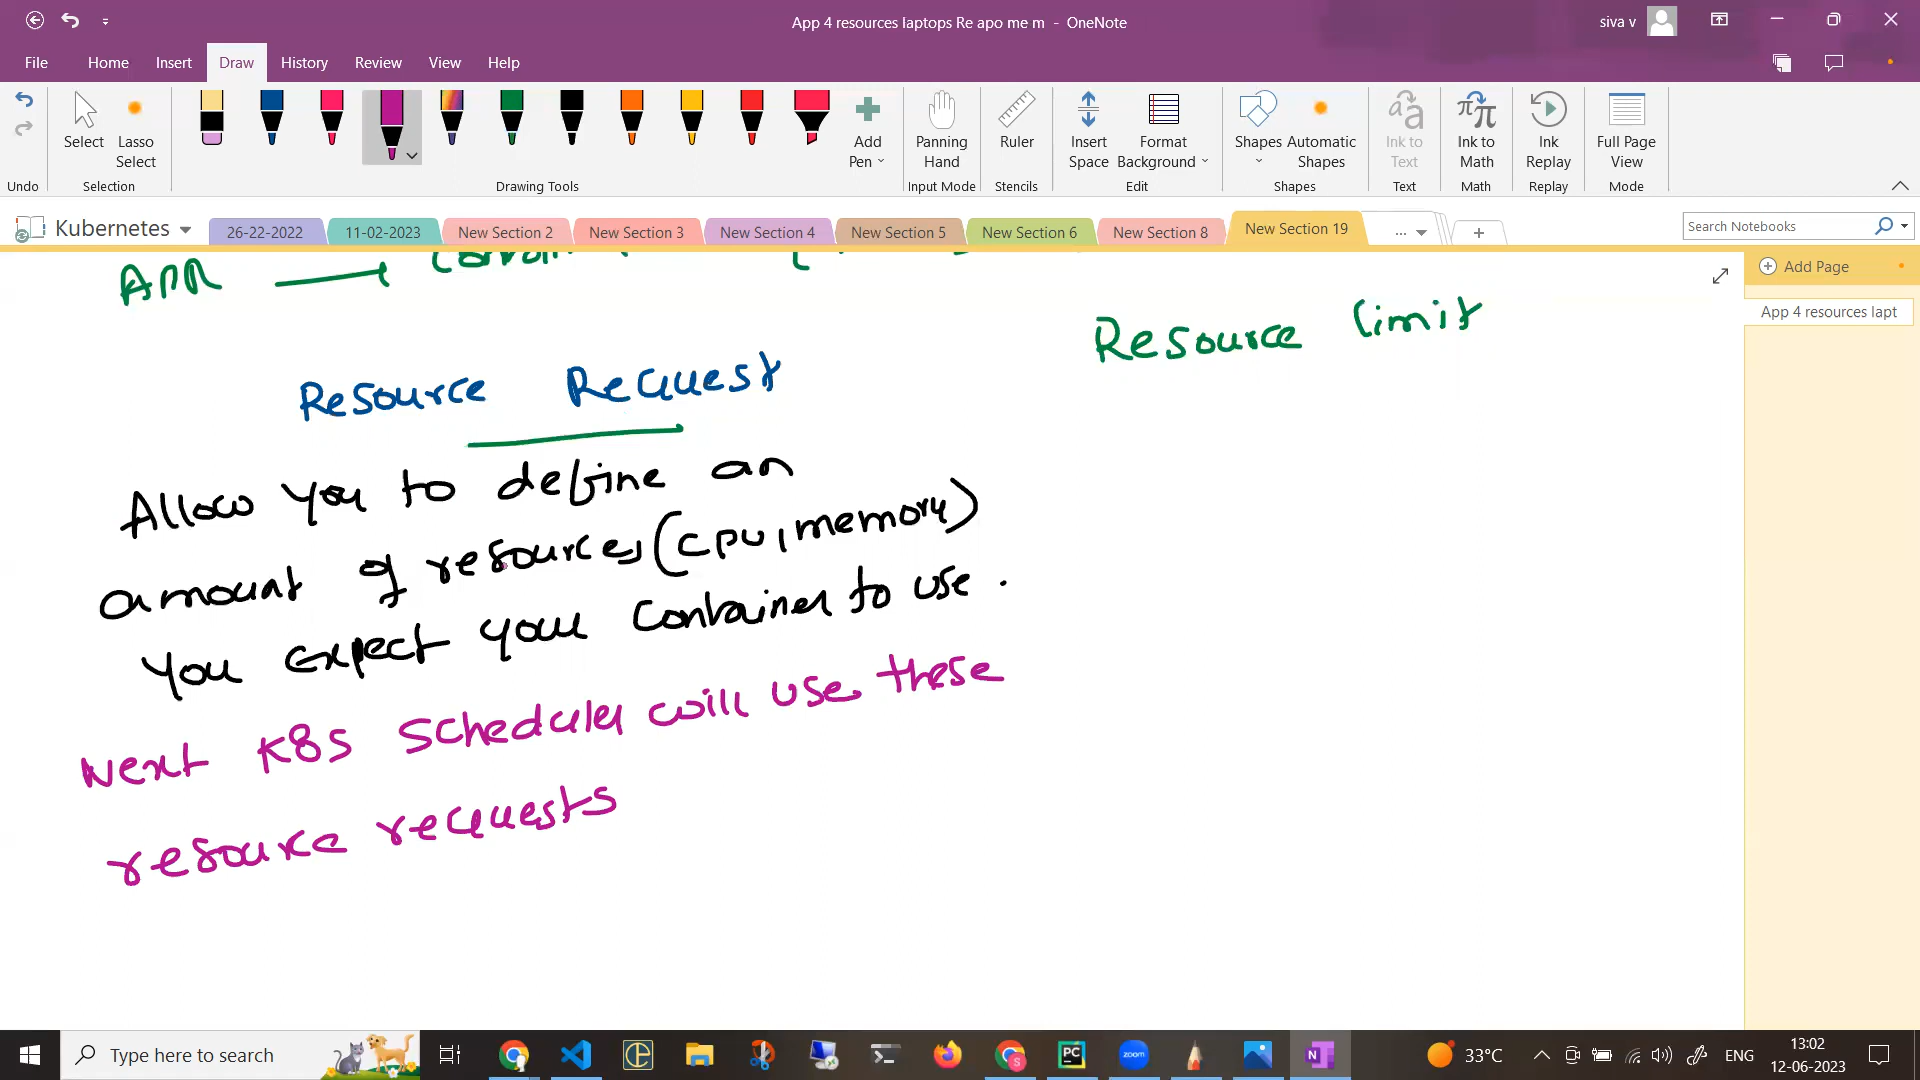 App 4 resources laptops Re apo me m - OneNote
siva v
File Home Insert Draw History Review View Help
Select Lasso Select
Add Pen
Panning Hand
Ruler
Insert Space
Format Background
Shapes
Automatic Shapes
Ink to Text
Ink to Math
Ink Replay
Full Page View
Undo Selection Drawing Tools Input Mode Stencils Edit Shapes Text Math Replay Mode
Kubernetes 26-22-2022 11-02-2023 New Section 2 New Section 3 New Section 4 New Section 5 New Section 6 New Section 8 New Section 19 ... +
Search Notebooks
Add Page
App 4 resources lapt
Resource limit
Resource Request
Allow you to define an
amount of resources (CPU, memory)
you expect your container to use.
Next K8s Scheduler will use these
resource requests
Type here to search
PC
zoom
33°C
ENG
13:02
12-06-2023